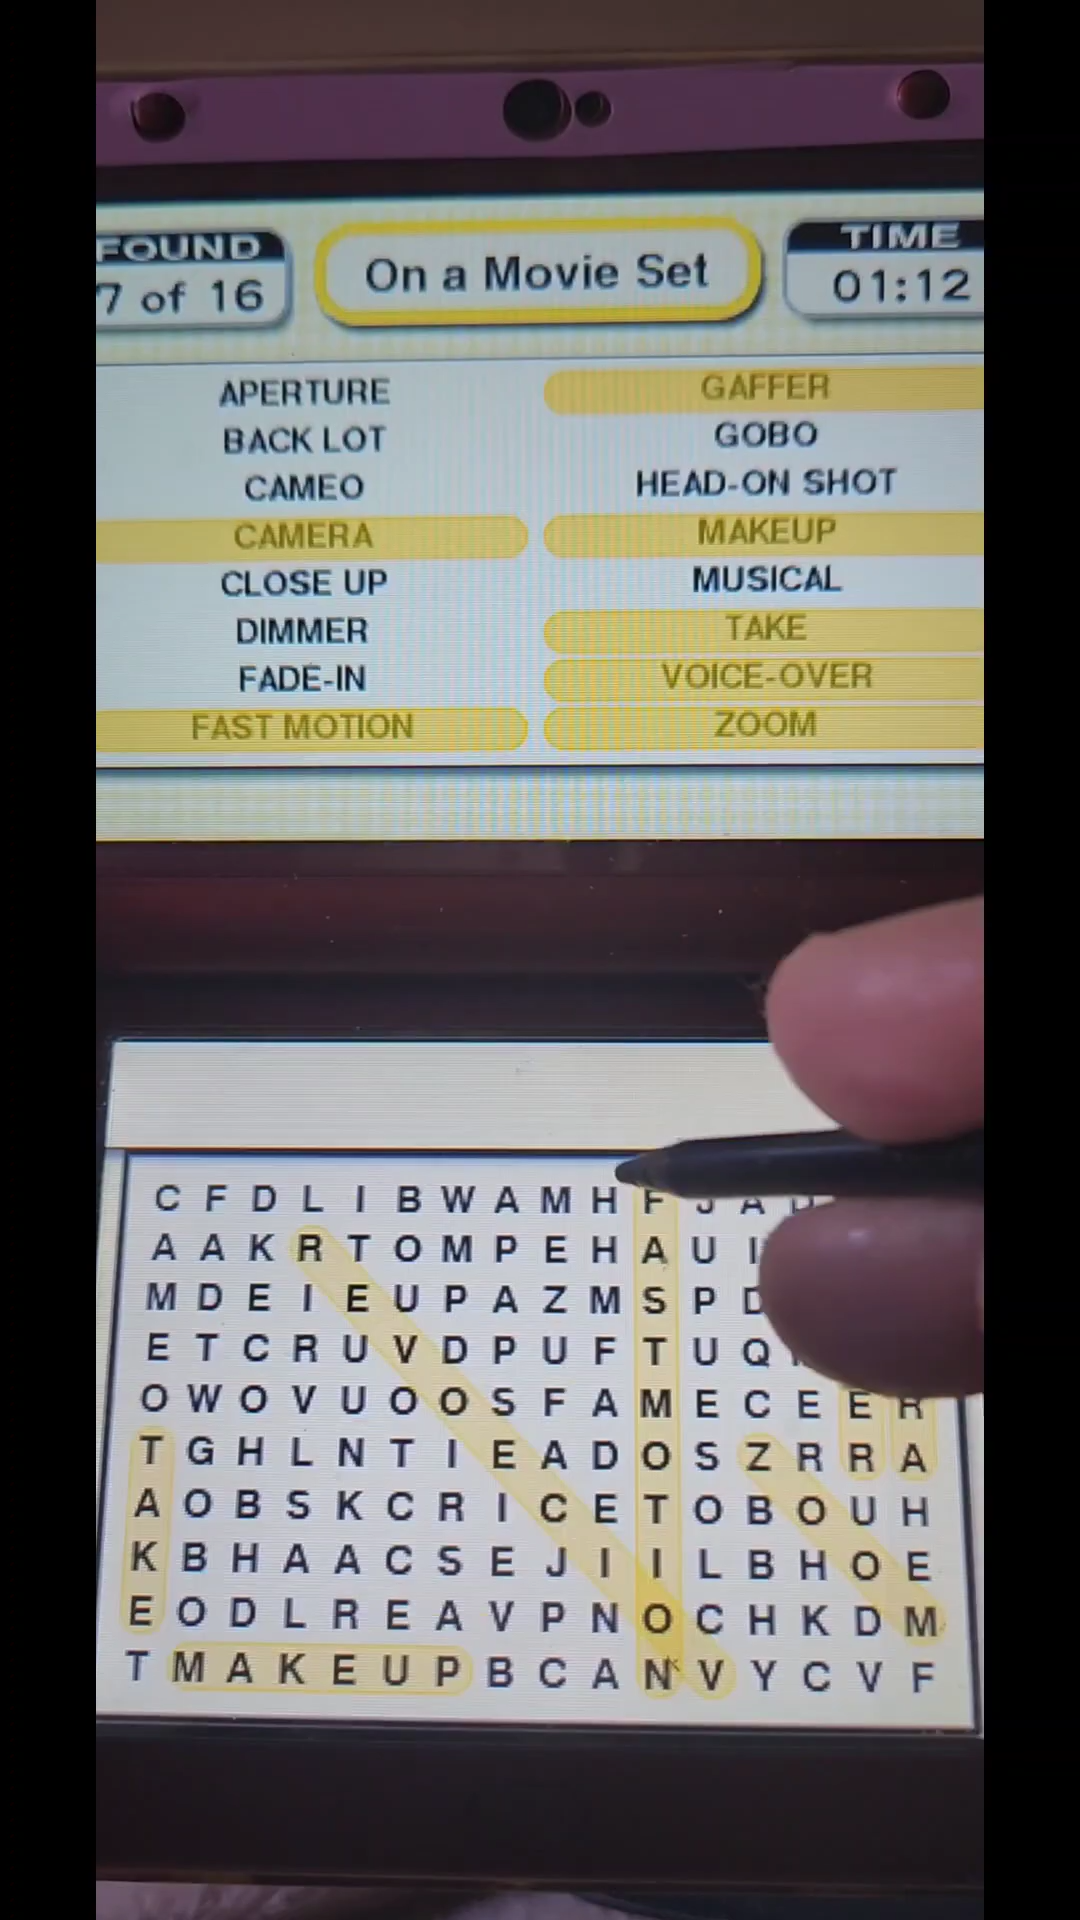 FOUND
7 of 16
On a Movie Set
TIME
01:12
APERTURE GAFFER
BACK LOT GOBO
CAMEO HEAD-ON SHOT
CAMERA MAKEUP
CLOSE UP MUSICAL
DIMMER TAKE
FADE-IN VOICE-OVER
FAST MOTION ZOOM
C F D L I B W A M H F J A
A A K R T O M P E H A U I
M D E I E U P A Z M S P D
E T C R U V D P U F T U Q
O W O V U O O S F A M E C E E R
T G H L N T I E A D O S Z R R A
A O B S K C R I C E T O B O U H
K B H A A C S E J I I L B H O E
E O D L R E A V P N O C H K D M
T M A K E U P B C A N V Y C V F